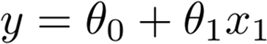 y = θ₀ + θ₁x₁